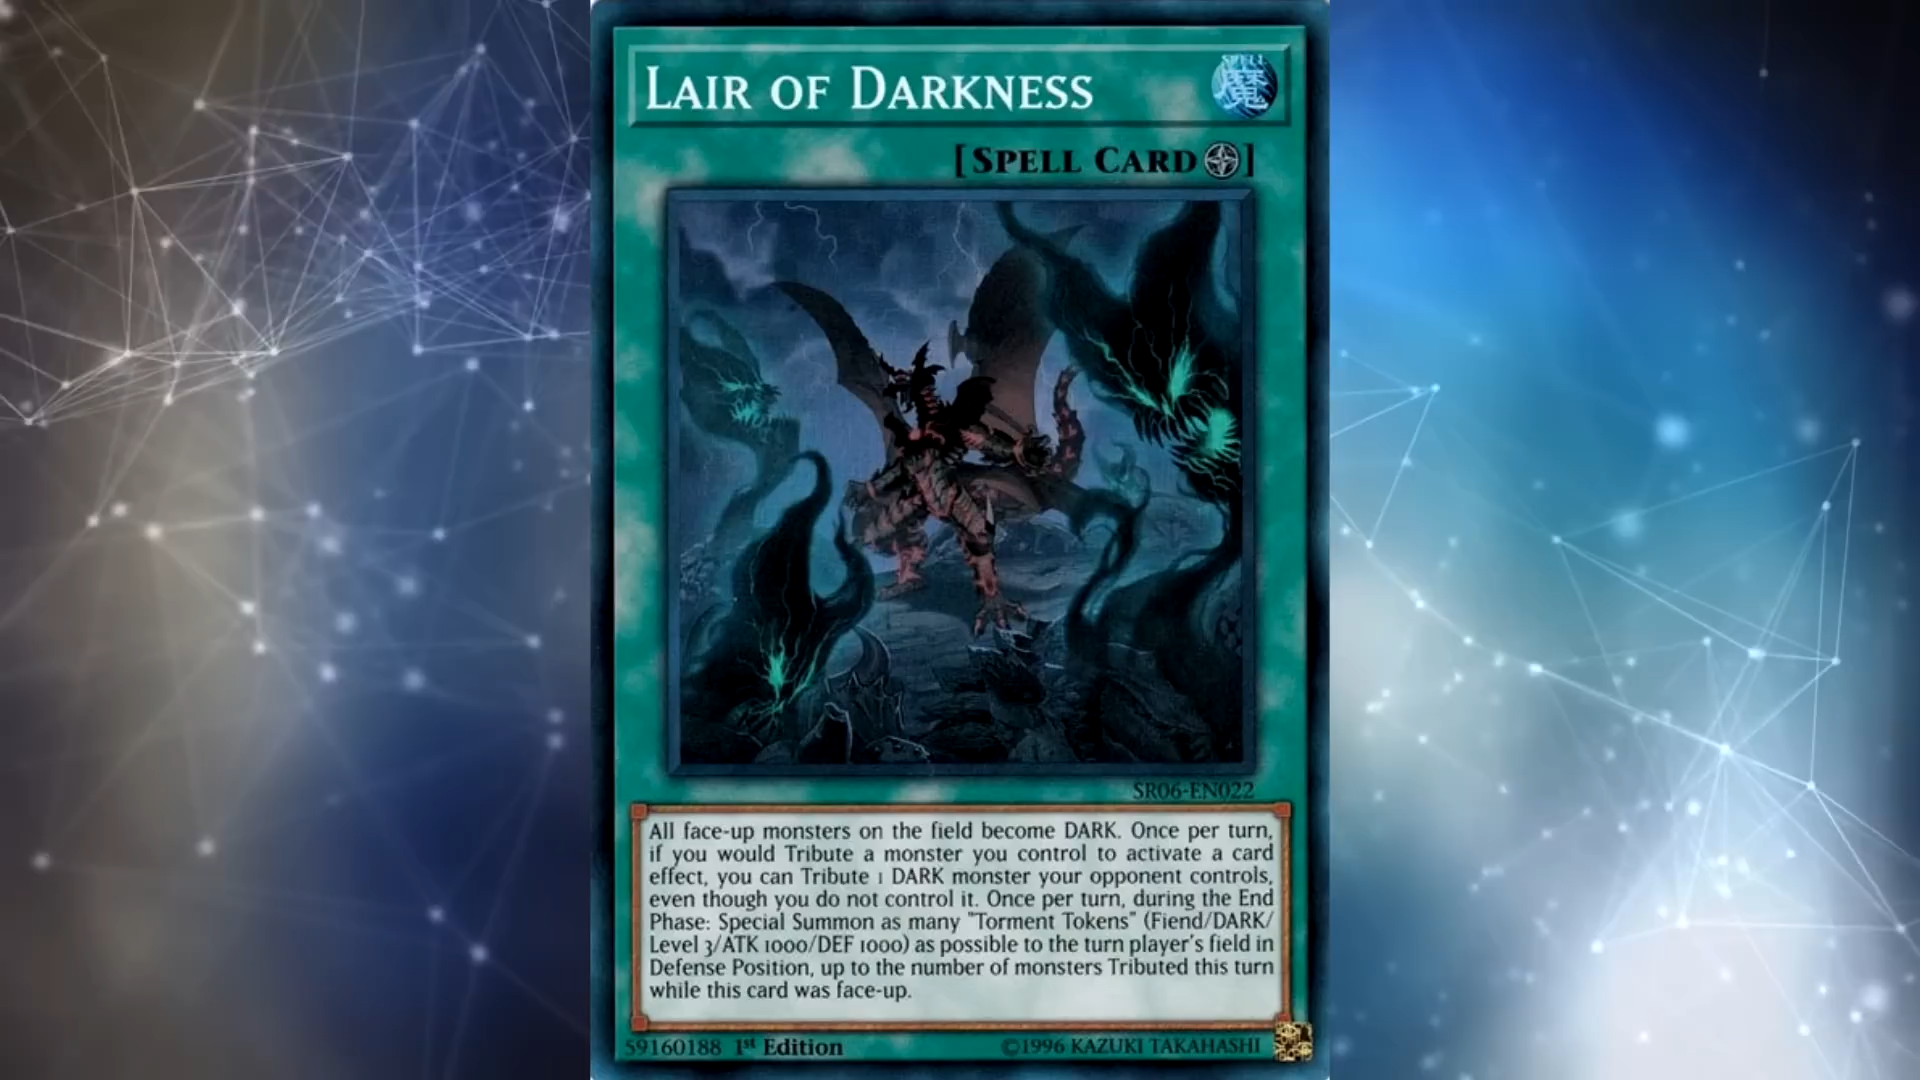 LAIR OF DARKNESS
SPELL
魔
[SPELL CARD]
SR06-EN022
All face-up monsters on the field become DARK. Once per turn,
if you would Tribute a monster you control to activate a card
effect, you can Tribute 1 DARK monster your opponent controls,
even though you do not control it. Once per turn, during the End
Phase: Special Summon as many "Torment Tokens" (Fiend/DARK/
Level 3/ATK 1000/DEF 1000) as possible to the turn player's field in
Defense Position, up to the number of monsters Tributed this turn
while this card was face-up.
59160188 1st Edition
©1996 KAZUKI TAKAHASHI